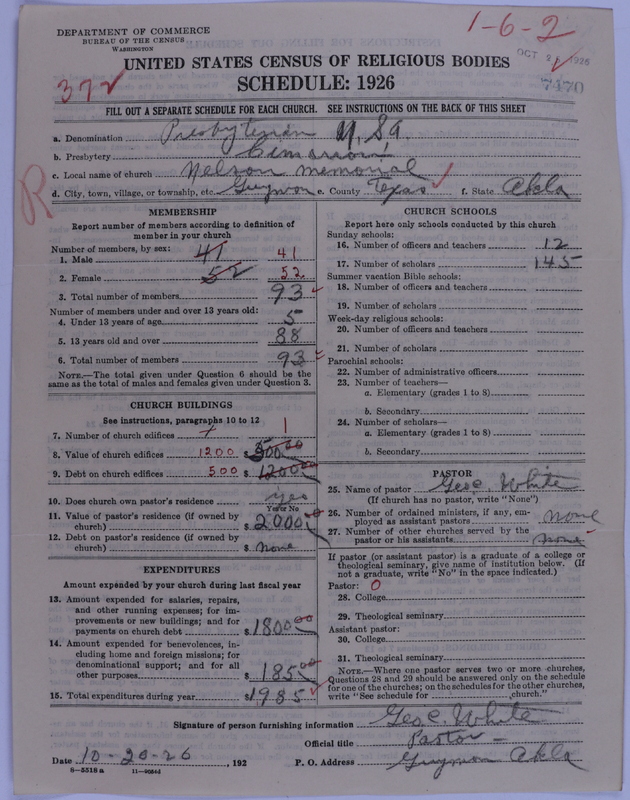 1-6-2
DEPARTMENT OF COMMERCE
BUREAU OF THE CENSUS
WASHINGTON
OCT 2 1926
UNITED STATES CENSUS OF RELIGIOUS BODIES
372
SCHEDULE: 1926
7470
FILL OUT A SEPARATE SCHEDULE FOR EACH CHURCH. SEE INSTRUCTIONS ON THE BACK OF THIS SHEET
a. Denomination Presbyterian U.S.A.
b. Presbytery Cimarron
c. Local name of church Nelson Memorial
d. City, town, village, or township, etc. Guymon e. County Texas f. State Okla
R
MEMBERSHIP
Report number of members according to definition of
member in your church
Number of members, by sex:
1. Male 41 41
2. Female 52 52
3. Total number of members 93
Number of members under and over 13 years old:
4. Under 13 years of age 5
5. 13 years old and over 88
6. Total number of members 93
NOTE.—The total given under Question 6 should be
same as the total of males and females given under Question 3.
CHURCH BUILDINGS
See instructions, paragraphs 10 to 12
7. Number of church edifices 1
8. Value of church edifices 1200 $ 500
9. Debt on church edifices 500 $ 1200
10. Does church own pastor's residence yes
Yes or No
11. Value of pastor's residence (if owned by
church) $ 2000
12. Debt on pastor's residence (if owned by
church) $ None
EXPENDITURES
Amount expended by your church during last fiscal year
13. Amount expended for salaries, repairs,
and other running expenses; for im-
provements or new buildings; and for
payments on church debt $ 1800 00
14. Amount expended for benevolences, in-
cluding home and foreign missions; for
denominational support; and for all
other purposes $ 185 00
15. Total expenditures during year $ 1985
CHURCH SCHOOLS
Report here only schools conducted by this church
Sunday schools:
16. Number of officers and teachers 12
17. Number of scholars 145
Summer vacation Bible schools:
18. Number of officers and teachers
19. Number of scholars
Week-day religious schools:
20. Number of officers and teachers
21. Number of scholars
Parochial schools:
22. Number of administrative officers
23. Number of teachers—
a. Elementary (grades 1 to 8)
b. Secondary
24. Number of scholars—
a. Elementary (grades 1 to 8)
b. Secondary
PASTOR
25. Name of pastor Geo C. White
(If church has no pastor, write "None")
26. Number of ordained ministers, if any, em-
ployed as assistant pastors none
27. Number of other churches served by the
pastor or his assistants none
If pastor (or assistant pastor) is a graduate of a college or
theological seminary, give name of institution below. (If
not a graduate, write "No" in the space indicated.)
Pastor: 0
28. College
29. Theological seminary
Assistant pastor:
30. College
31. Theological seminary
NOTE.—Where one pastor serves two or more churches,
Questions 28 and 29 should be answered only on the schedule
for one of the churches; on the schedules for the other churches,
write "See schedule for church."
Signature of person furnishing information Geo C. White
Official title Pastor
Date 10-20-26, 192 P. O. Address Guymon Okla
8—5518a 11—9056d